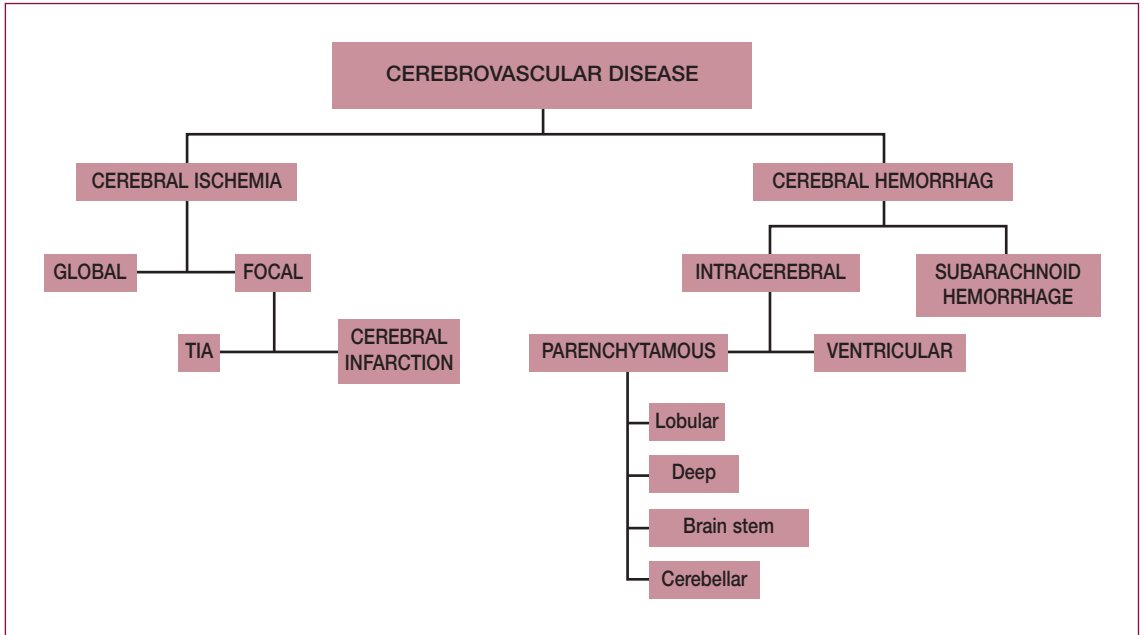 CEREBROVASCULAR DISEASE
CEREBRAL ISCHEMIA
CEREBRAL HEMORRHAG
GLOBAL
FOCAL
INTRACEREBRAL
SUBARACHNOID
HEMORRHAGE
TIA
CEREBRAL
INFARCTION
PARENCHYTAMOUS
VENTRICULAR
Lobular
Deep
Brain stem
Cerebellar